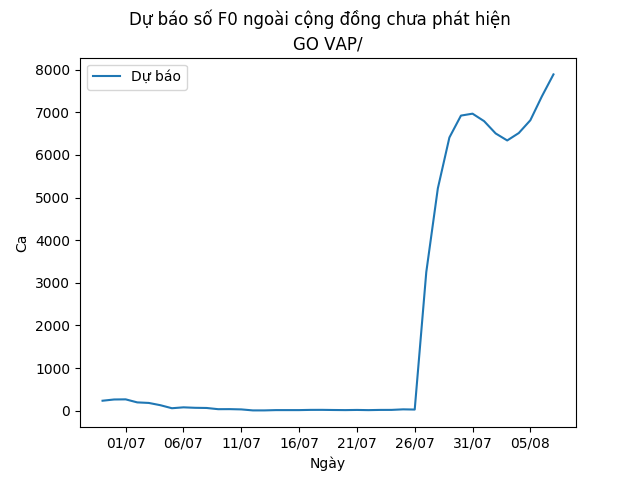 Dự báo số F0 ngoài cộng đồng chưa phát hiện
GO VAP/
Dự báo
8000
7000
6000
5000
4000
3000
2000
1000
0
Ca
01/07 06/07 11/07 16/07 21/07 26/07 31/07 05/08
Ngày